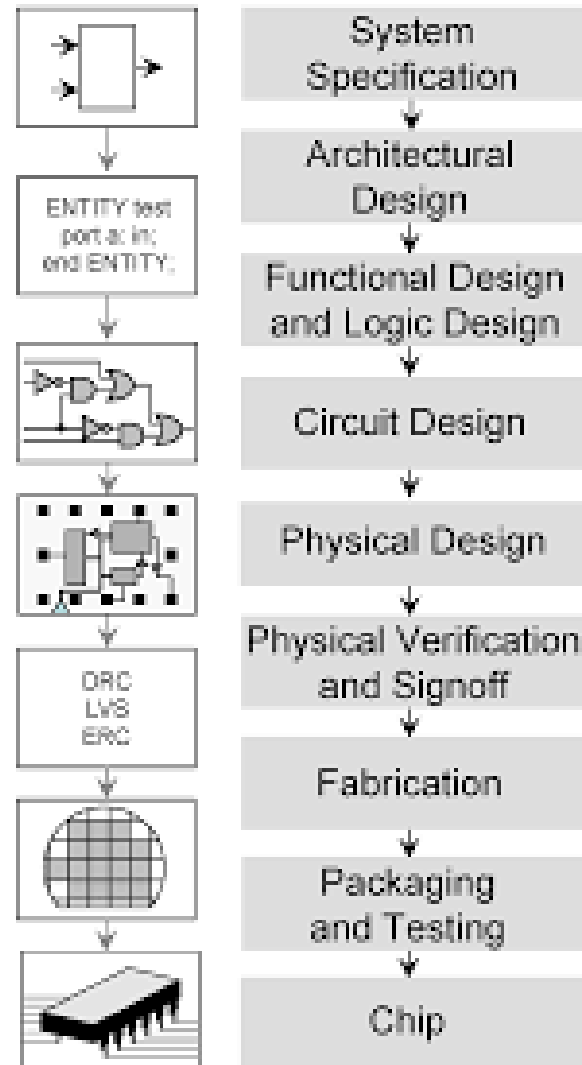 System
Specification
Architectural
Design
ENTITY test
port a: in;
end ENTITY;
Functional Design
and Logic Design
Circuit Design
Physical Design
Physical Verification
and Signoff
DRC
LVS
ERC
Fabrication
Packaging
and Testing
Chip